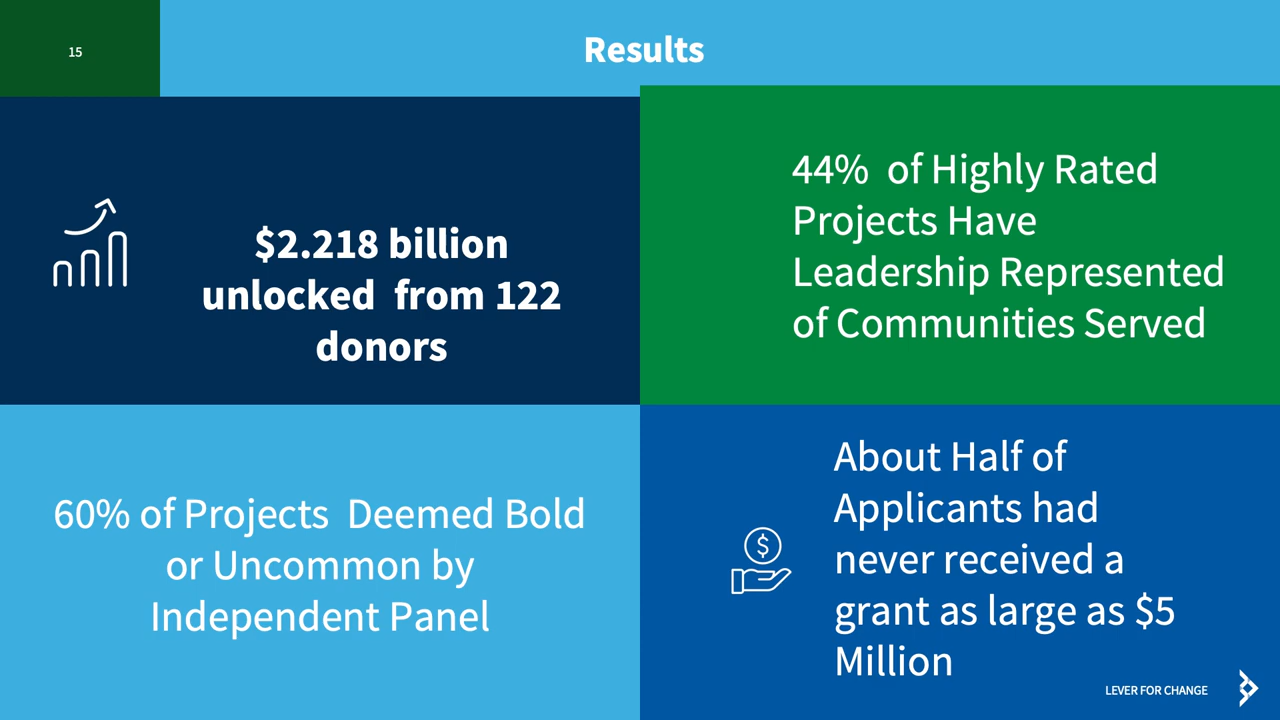 15
Results
$2.218 billion
unlocked  from 122
donors
44%  of Highly Rated
Projects Have
Leadership Represented
of Communities Served
60% of Projects  Deemed Bold
or Uncommon by
Independent Panel
$
About Half of
Applicants had
never received a
grant as large as $5
Million
LEVER FOR CHANGE